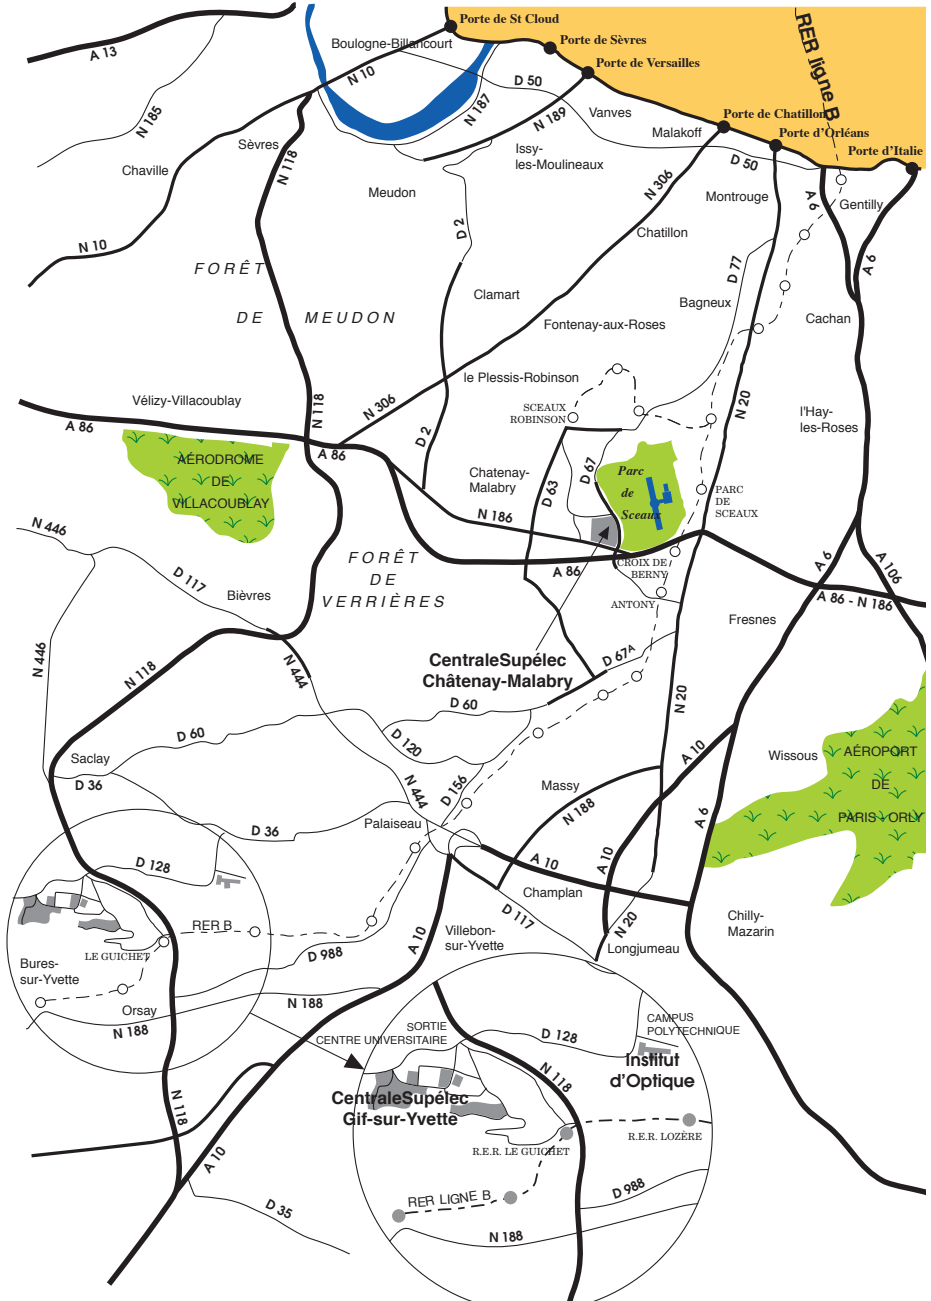 Porte de St Cloud
Boulogne-Billancourt
Porte de Sèvres
RER ligne B
A 13
N 10
Porte de Versailles
D 50
N 185
N 187
N 189
Vanves
Porte de Chatillon
Malakoff
Porte d'Orléans
Sèvres
N 118
Issy-
les-Moulineaux
D 50
Porte d'Italie
Chaville
Meudon
N 306
Montrouge
A 6
Gentilly
N 10
D 2
Chatillon
A 6
FORÊT
D 77
Clamart
Bagneux
DE MEUDON
Fontenay-aux-Roses
Cachan
le Plessis-Robinson
Vélizy-Villacoublay
N 118
N 306
SCEAUX
ROBINSON
N 20
l'Hay-
les-Roses
A 86
A 86
D 2
AÉRODROME
DE
VILLACOUBLAY
Chatenay-
Malabry
D 63
D 67
Parc
de
Sceaux
PARC
DE
SCEAUX
N 446
N 186
FORÊT
DE
VERRIÈRES
A 86
CROIX DE
BERNY
A 6
A 106
D 117
Bièvres
ANTONY
A 86 - N 186
Fresnes
N 446
N 118
N 444
CentraleSupélec
Châtenay-Malabry
D 67A
D 60
N 20
D 60
D 120
A 10
Wissous
AÉROPORT
DE
PARIS - ORLY
Saclay
D 36
N 444
D 156
Massy
N 188
A 6
D 36
Palaiseau
A 10
A 10
D 128
Champlan
D 117
N 20
Chilly-
Mazarin
RER B
Villebon-
sur-Yvette
A 10
Longjumeau
LE GUICHET
D 988
Bures-
sur-Yvette
Orsay
N 188
N 188
SORTIE
CENTRE UNIVERSITAIRE
D 128
CAMPUS
POLYTECHNIQUE
Institut
d'Optique
N 118
CentraleSupélec
Gif-sur-Yvette
N 118
R.E.R. LE GUICHET
R.E.R. LOZÈRE
A 10
RER LIGNE B
D 988
D 35
N 188